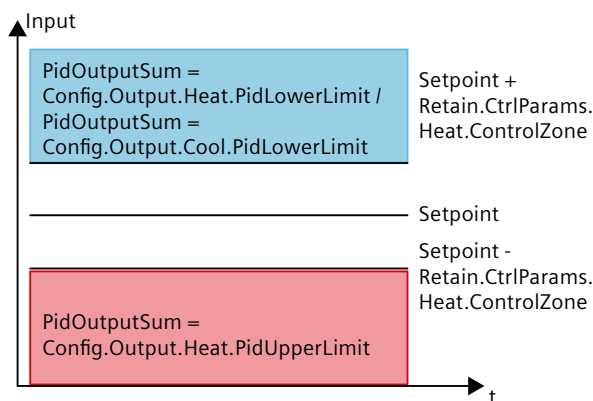 Input
PidOutputSum =
Config.Output.Heat.PidLowerLimit /
PidOutputSum =
Config.Output.Cool.PidLowerLimit
Setpoint +
Retain.CtrlParams.
Heat.ControlZone
Setpoint
Setpoint -
Retain.CtrlParams.
Heat.ControlZone
PidOutputSum =
Config.Output.Heat.PidUpperLimit
t